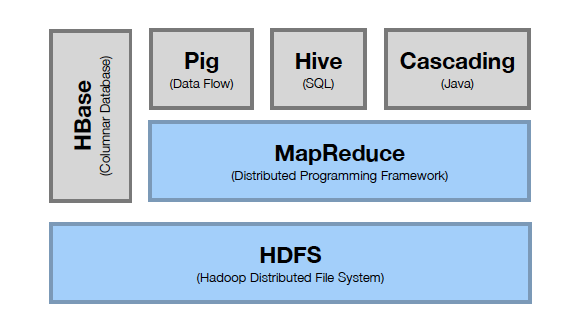 HBase
(Columnar Database)
Pig
(Data Flow)
Hive
(SQL)
Cascading
(Java)
MapReduce
(Distributed Programming Framework)
HDFS
(Hadoop Distributed File System)